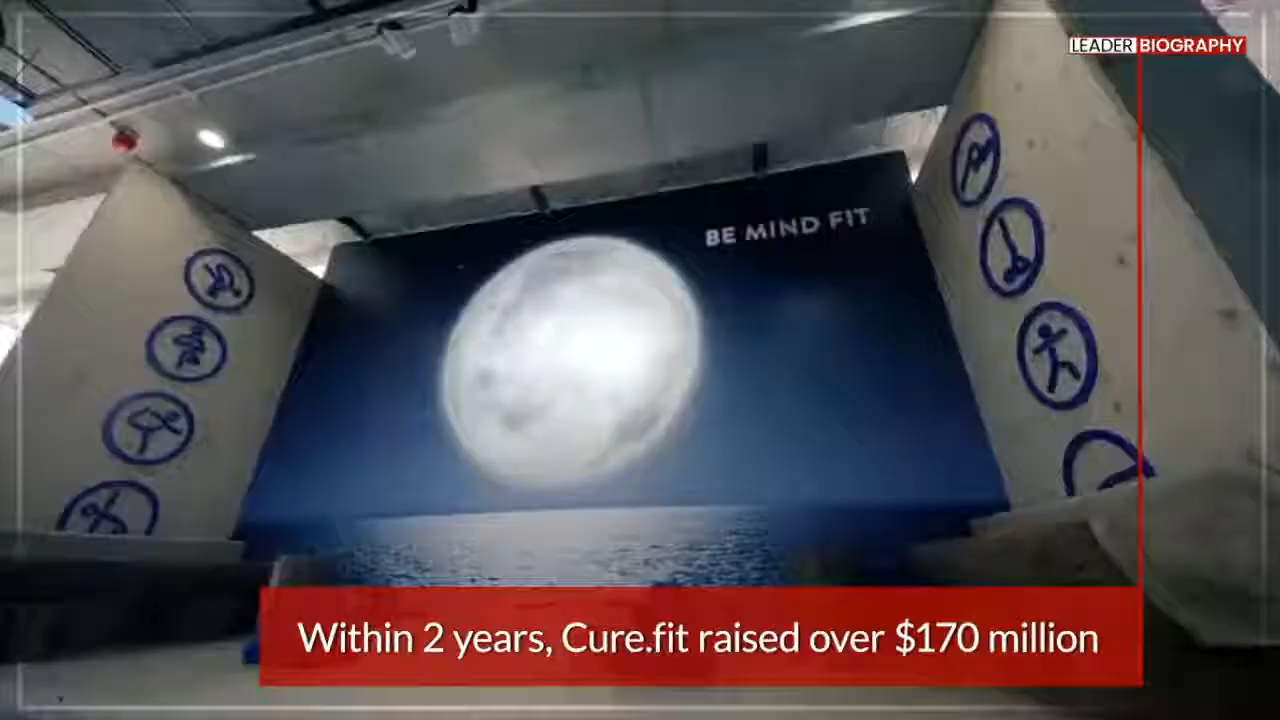 LEADER BIOGRAPHY
BE MIND FIT
Within 2 years, Cure.fit raised over $170 million